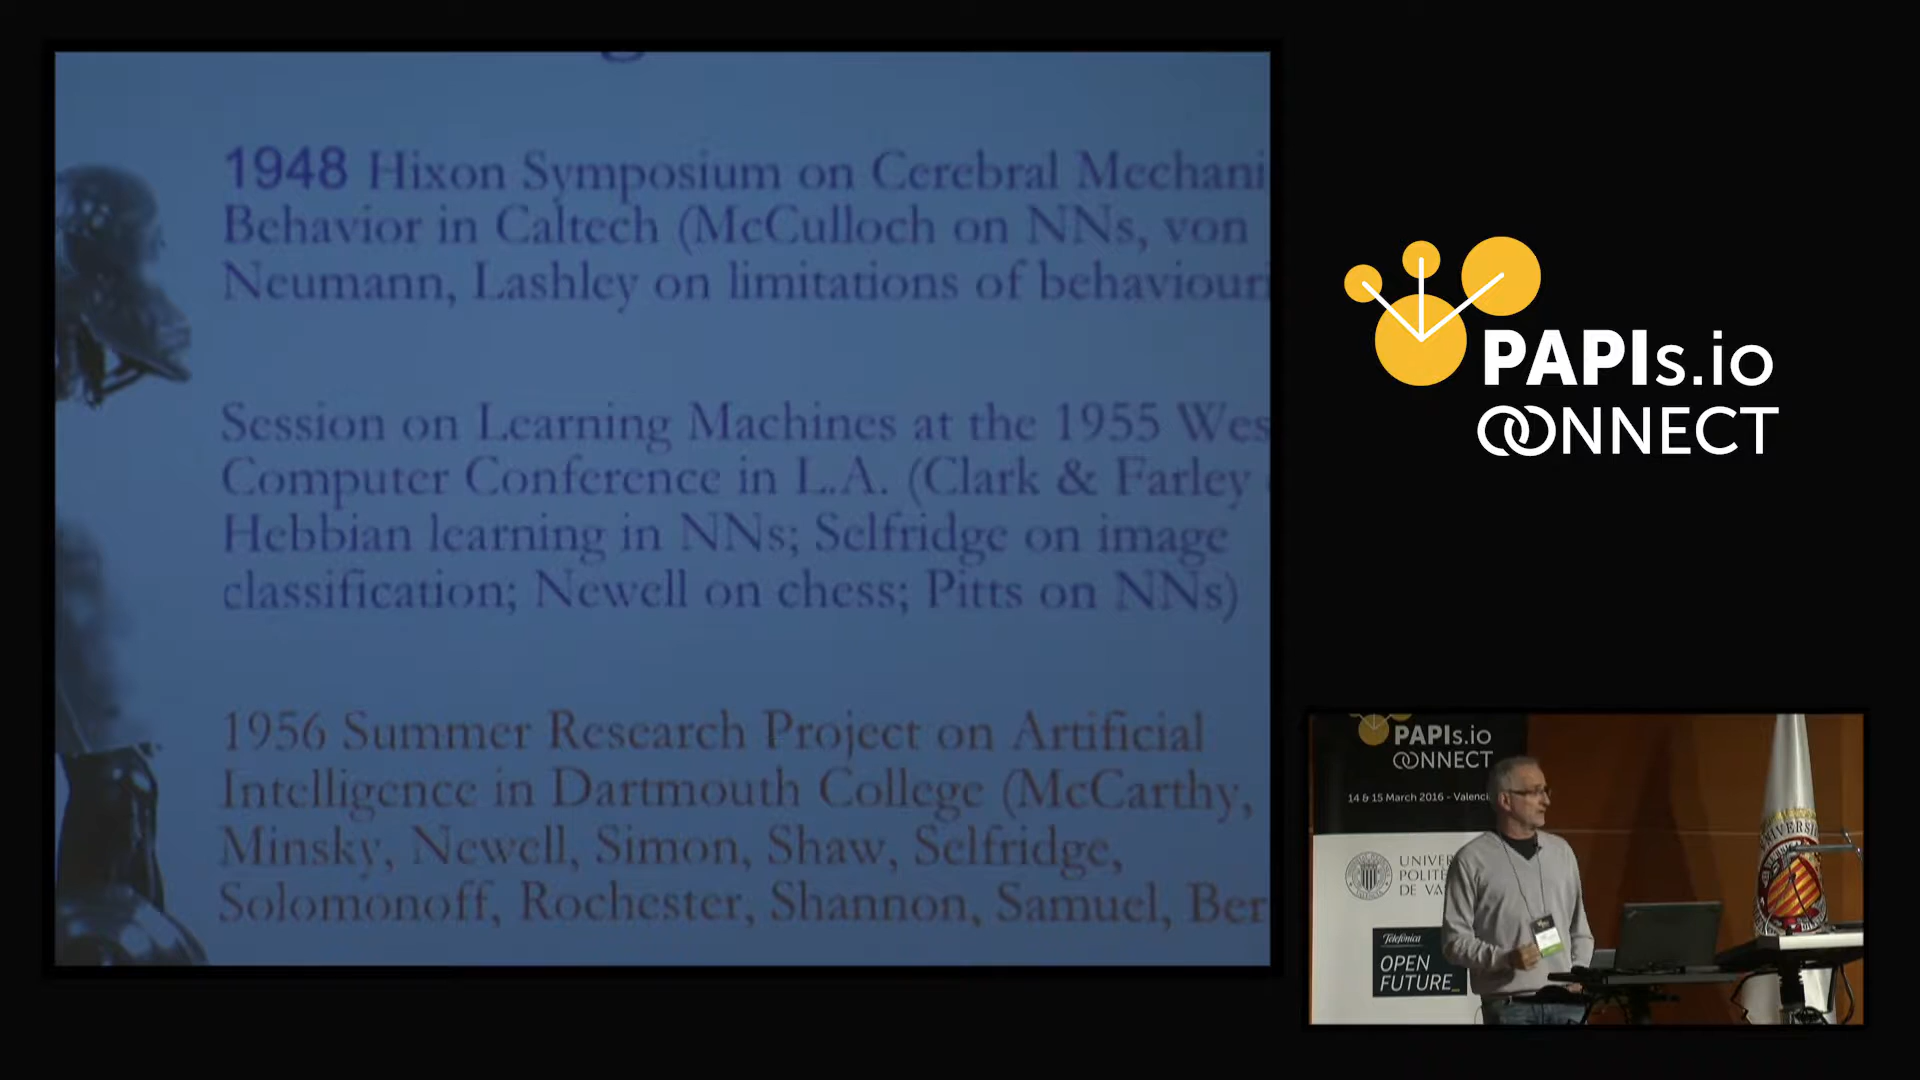 1948 Hixon Symposium on Cerebral Mechani
Behavior in Caltech (McCulloch on NNs, von
Neumann, Lashley on limitations of behaviouri
Session on Learning Machines at the 1955 Wes
Computer Conference in L.A. (Clark & Farley
Hebbian learning in NNs; Selfridge on image
classification; Newell on chess; Pitts on NNs)
1956 Summer Research Project on Artificial
Intelligence in Dartmouth College (McCarthy,
Minsky, Newell, Simon, Shaw, Selfridge,
Solomonoff, Rochester, Shannon, Samuel, Ber
PAPIs.io
CONNECT
PAPIs.io
CONNECT
14 & 15 March 2016 - Valenci
UNIVER
POLITÈ
DE VA
Telefónica
OPEN
FUTURE_